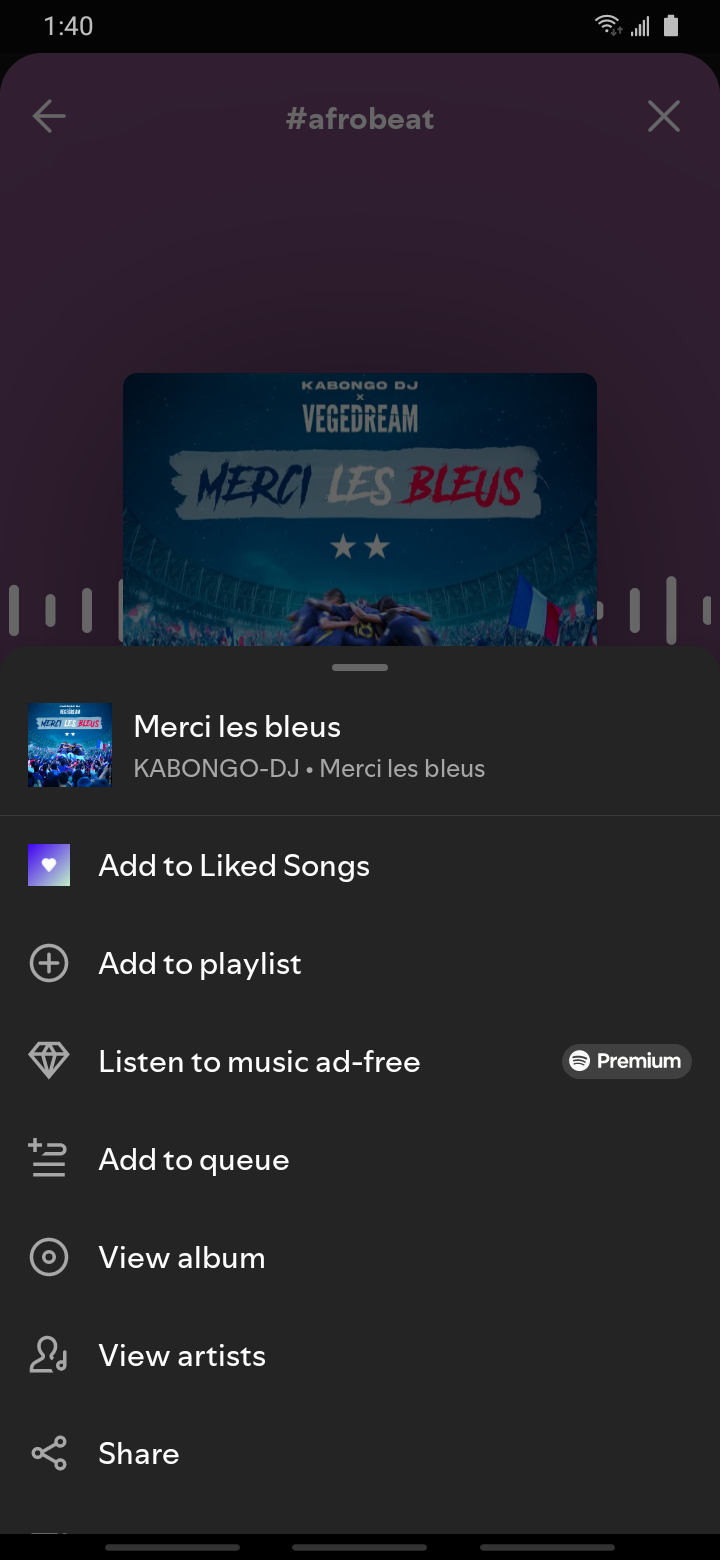 1:40
#afrobeat
KABONGO DJ
x
VEGEDREAM
MERCI LES BLEUS
Merci les bleus
KABONGO-DJ • Merci les bleus
Add to Liked Songs
Add to playlist
Listen to music ad-free
Premium
Add to queue
View album
View artists
Share